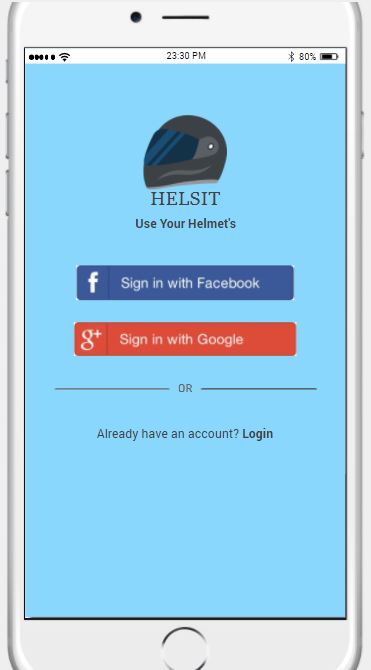 23:30 PM
80%
HELSIT
Use Your Helmet's
f Sign in with Facebook
g+ Sign in with Google
OR
Already have an account? Login